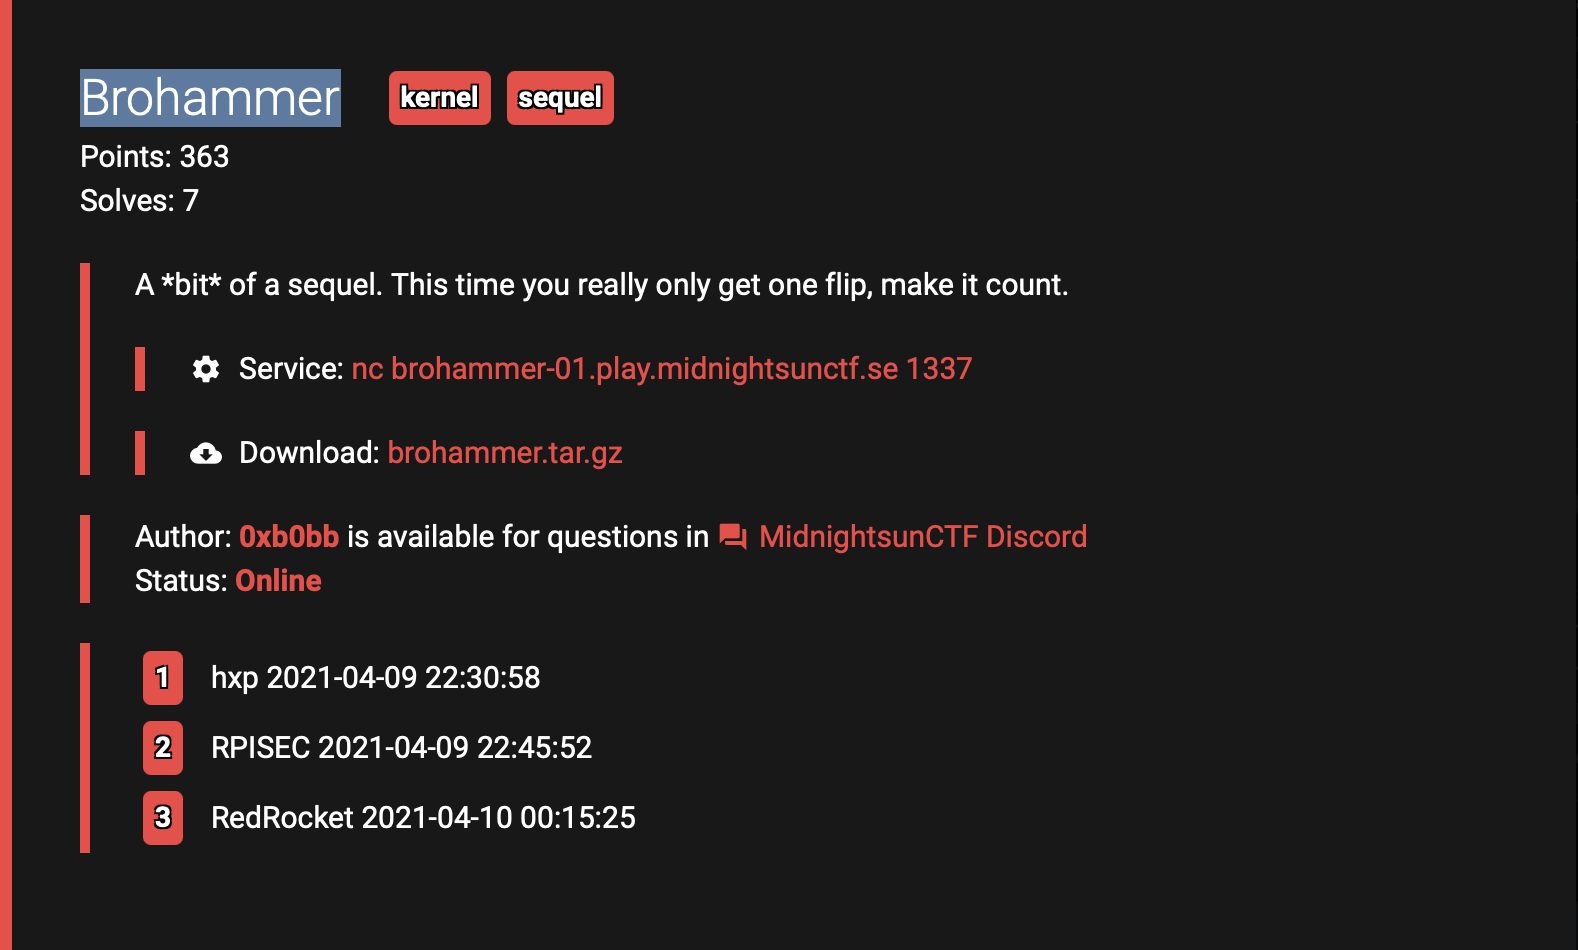 Brohammer kernel sequel
Points: 363
Solves: 7
A *bit* of a sequel. This time you really only get one flip, make it count.
Service: nc brohammer-01.play.midnightsunctf.se 1337
Download: brohammer.tar.gz
Author: 0xb0bb is available for questions in MidnightsunCTF Discord
Status: Online
1 hxp 2021-04-09 22:30:58
2 RPISEC 2021-04-09 22:45:52
3 RedRocket 2021-04-10 00:15:25